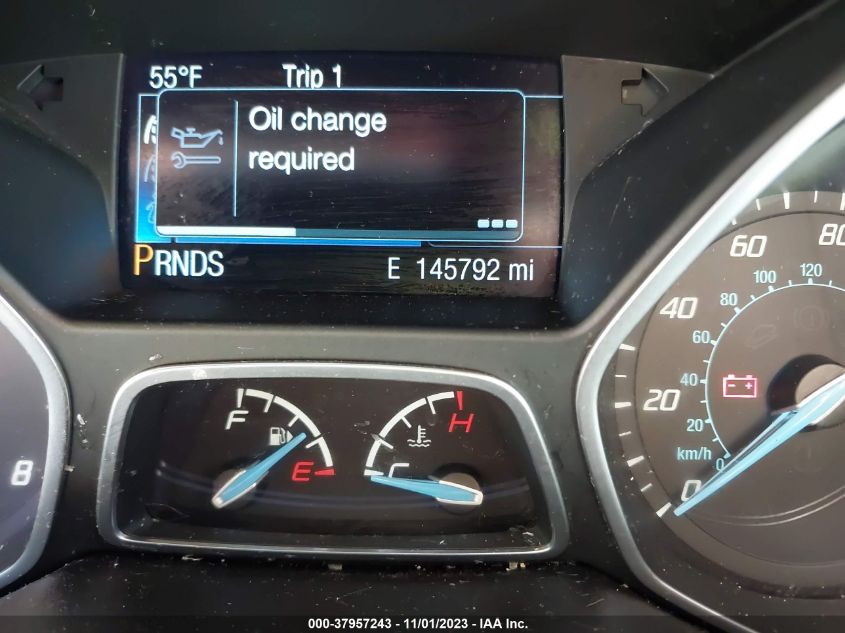 55°F Trip 1
Oil change
required
PRNDS E 145792 mi
F E
C H
8
0 20 40 60 80
km/h 0 20 40 60 80 100 120
000-37957243 - 11/01/2023 - IAA Inc.